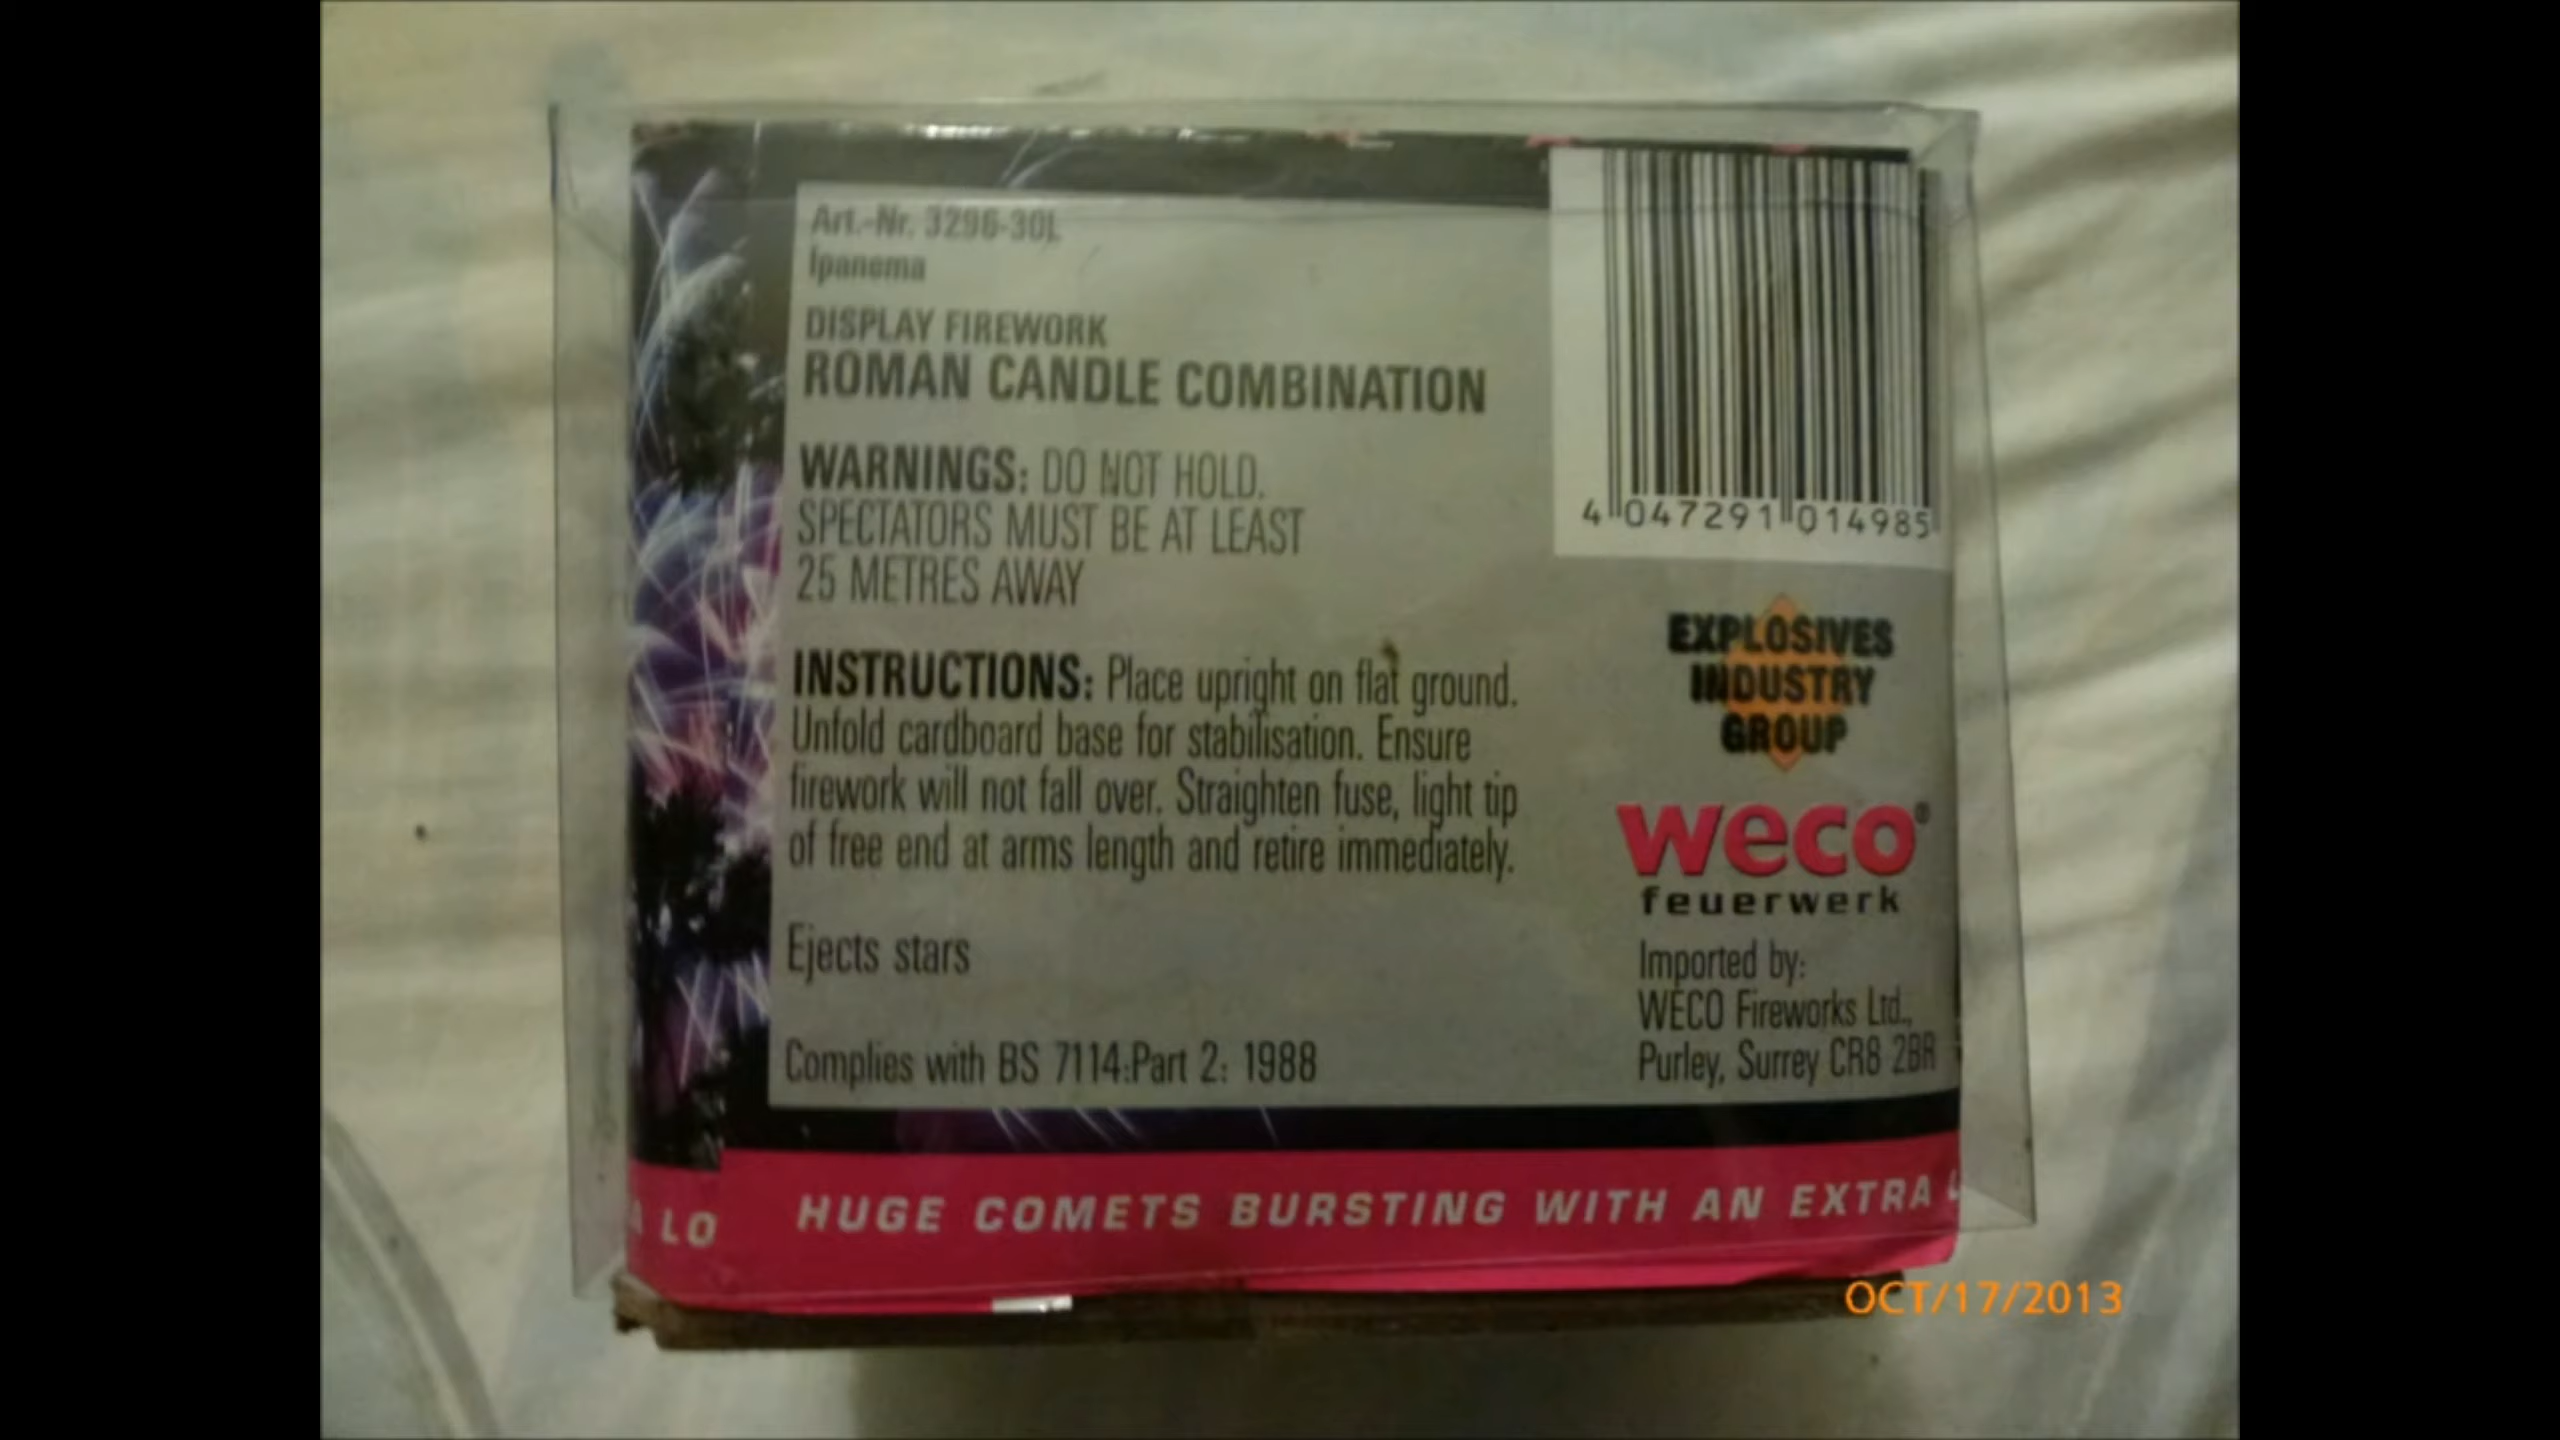 Art.-Nr. 3296-30L
Ipanema
DISPLAY FIREWORK
ROMAN CANDLE COMBINATION
WARNINGS: DO NOT HOLD.
SPECTATORS MUST BE AT LEAST
25 METRES AWAY
INSTRUCTIONS: Place upright on flat ground.
Unfold cardboard base for stabilisation. Ensure
firework will not fall over. Straighten fuse, light tip
of free end at arms length and retire immediately.
Ejects stars
Complies with BS 7114:Part 2: 1988
4 047291 014985
EXPLOSIVES
INDUSTRY
GROUP
weco®
feuerwerk
Imported by:
WECO Fireworks Ltd.,
Purley, Surrey CR8 2BR
A LO
HUGE COMETS BURSTING WITH AN EXTRA
OCT/17/2013